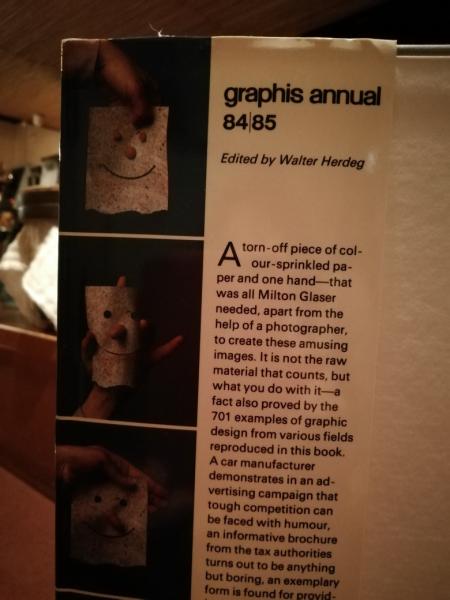 graphis annual
84|85
Edited by Walter Herdeg
A torn-off piece of col-
our-sprinkled pa-
per and one hand—that
was all Milton Glaser
needed, apart from the
help of a photographer,
to create these amusing
images. It is not the raw
material that counts, but
what you do with it—a
fact also proved by the
701 examples of graphic
design from various fields
reproduced in this book.
A car manufacturer
demonstrates in an ad-
vertising campaign that
tough competition can
be faced with humour,
an informative brochure
from the tax authorities
turns out to be anything
but boring, an exemplary
form is found for provid-